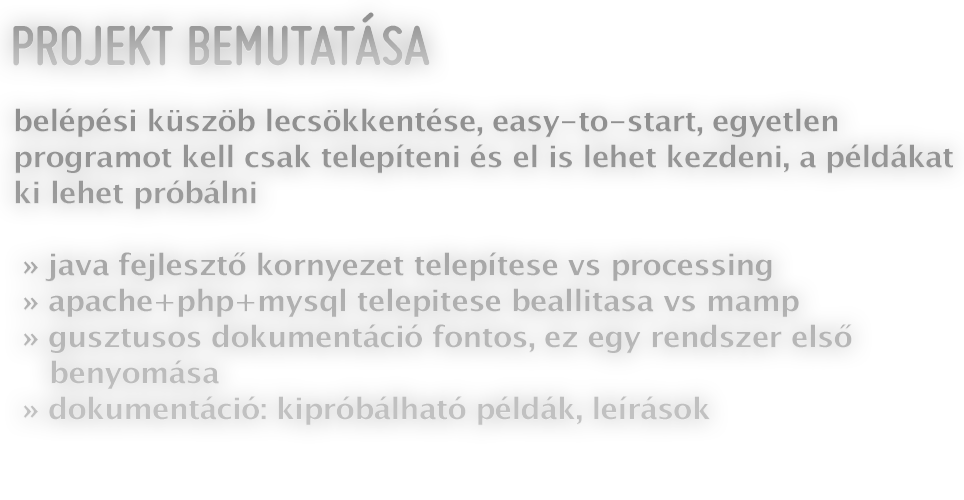 PROJEKT BEMUTATÁSA
belépési küszöb lecsökkentése, easy-to-start, egyetlen
programot kell csak telepíteni és el is lehet kezdeni, a példákat
ki lehet próbálni
» java fejlesztő kornyezet telepítese vs processing
» apache+php+mysql telepitese beallitasa vs mamp
» gusztusos dokumentáció fontos, ez egy rendszer első
benyomása
» dokumentáció: kipróbálható példák, leírások